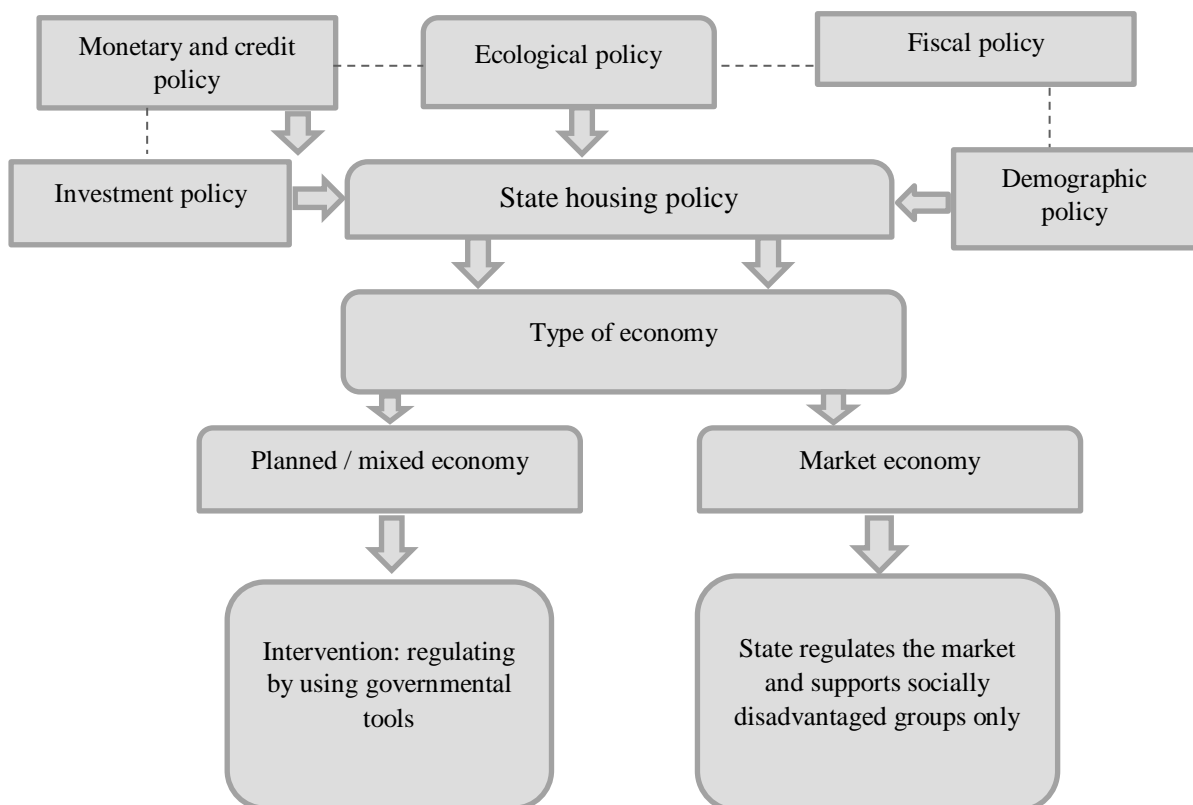 Monetary and credit
policy
Ecological policy
Fiscal policy
Investment policy
State housing policy
Demographic
policy
Type of economy
Planned / mixed economy
Market economy
Intervention: regulating
by using governmental
tools
State regulates the market
and supports socially
disadvantaged groups only